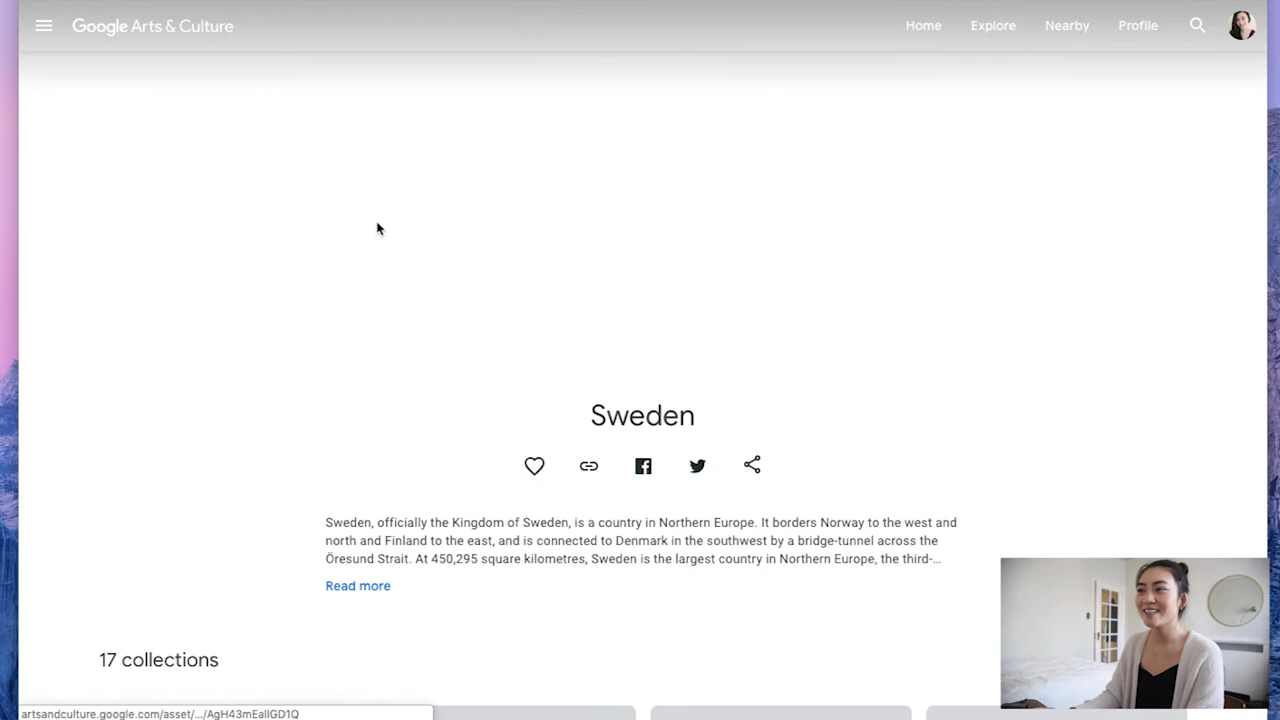 Google Arts & Culture
Home Explore Nearby Profile
Sweden
Sweden, officially the Kingdom of Sweden, is a country in Northern Europe. It borders Norway to the west and
north and Finland to the east, and is connected to Denmark in the southwest by a bridge-tunnel across the
Öresund Strait. At 450,295 square kilometres, Sweden is the largest country in Northern Europe, the third-...
Read more
17 collections
artsandculture.google.com/asset/.../AgH43mEallGD1Q